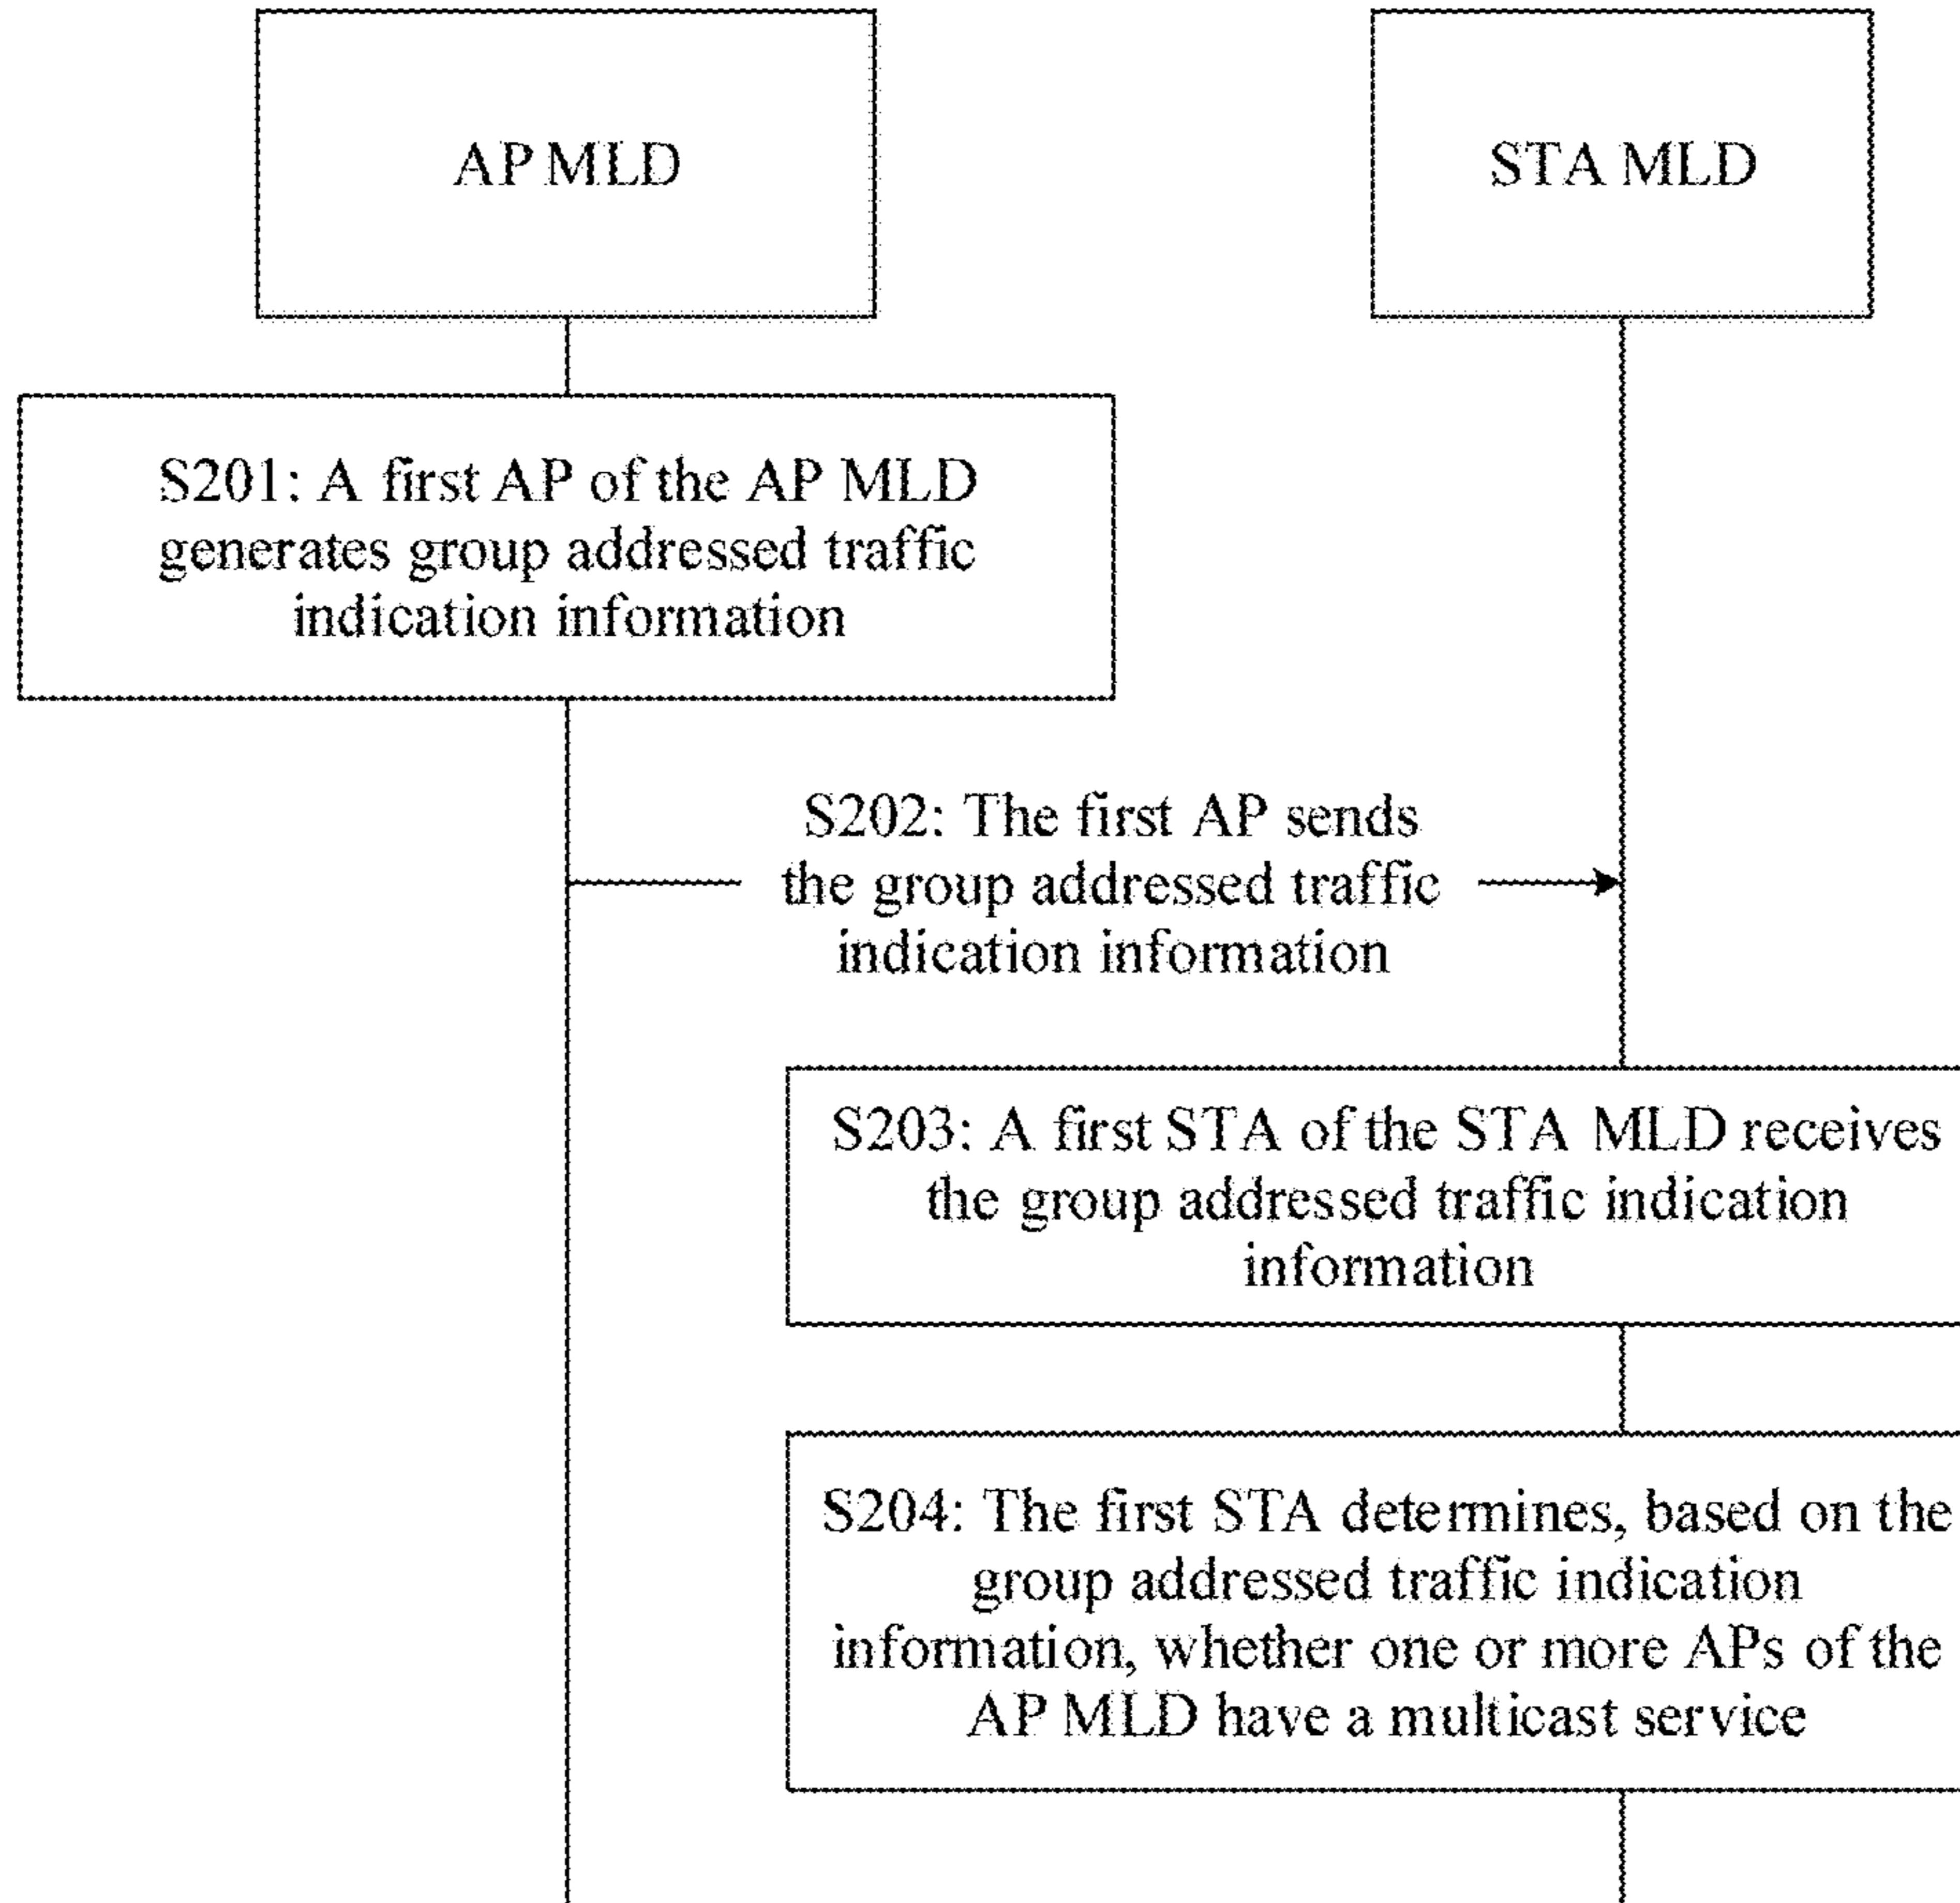 AP MLD
STA MLD
S201: A first AP of the AP MLD
generates group addressed traffic
indication information
S202: The first AP sends
the group addressed traffic
indication information
S203: A first STA of the STA MLD receives
the group addressed traffic indication
information
S204: The first STA determines, based on the
group addressed traffic indication
information, whether one or more APs of the
AP MLD have a multicast service